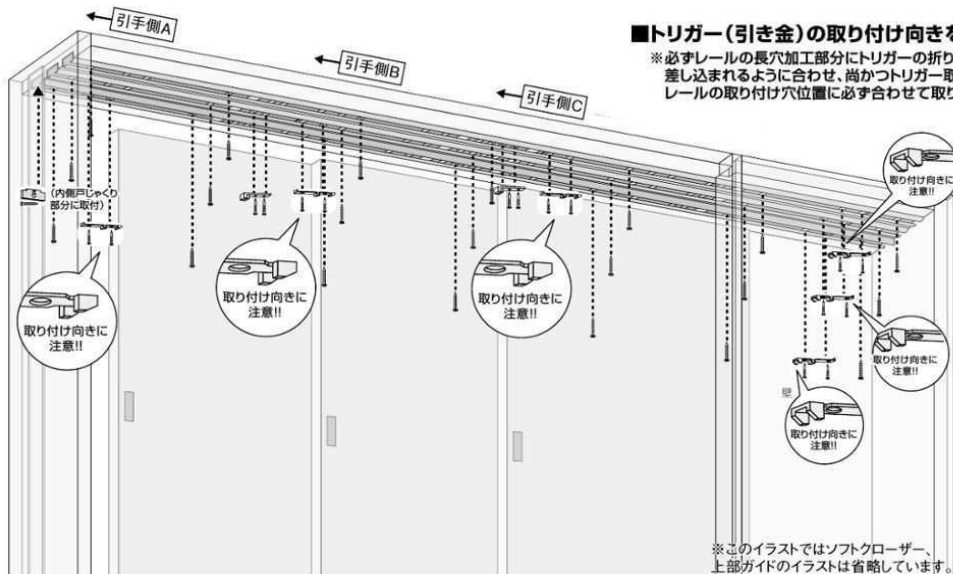 引手側A
引手側B
引手側C
■トリガー(引き金)の取り付け向きを
※必ずレールの長穴加工部分にトリガーの折り
差し込まれるように合わせ、尚かつトリガー取
レールの取り付け穴位置に必ず合わせて取り
(内側戸じゃくり
部分に取付)
取り付け向きに
注意!!
取り付け向きに
注意!!
取り付け向きに
注意!!
取り付け向きに
注意!!
取り付け向きに
注意!!
壁
取り付け向きに
注意!!
※このイラストではソフトクローザー、
上部ガイドのイラストは省略しています。